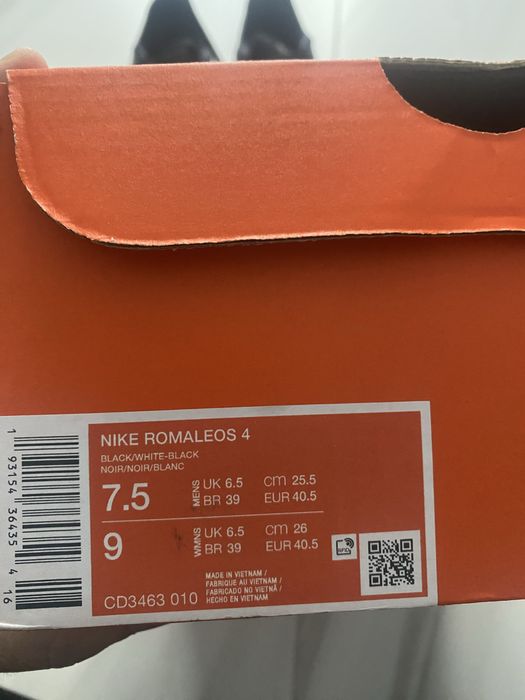 NIKE ROMALEOS 4
BLACK/WHITE-BLACK
NOIR/NOIR/BLANC
7.5 MENS UK 6.5 cm 25.5
BR 39 EUR 40.5
9 WMNS UK 6.5 cm 26
BR 39 EUR 40.5
MADE IN VIETNAM /
FABRIQUE AU VIETNAM /
FABRICADO NO VIETNÃ /
HECHO EN VIETNAM
CD3463 010
1 93154 36435 4 16